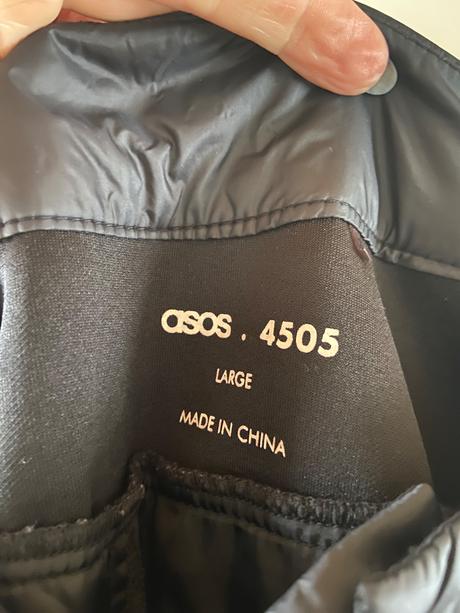 asos . 4505
LARGE
MADE IN CHINA